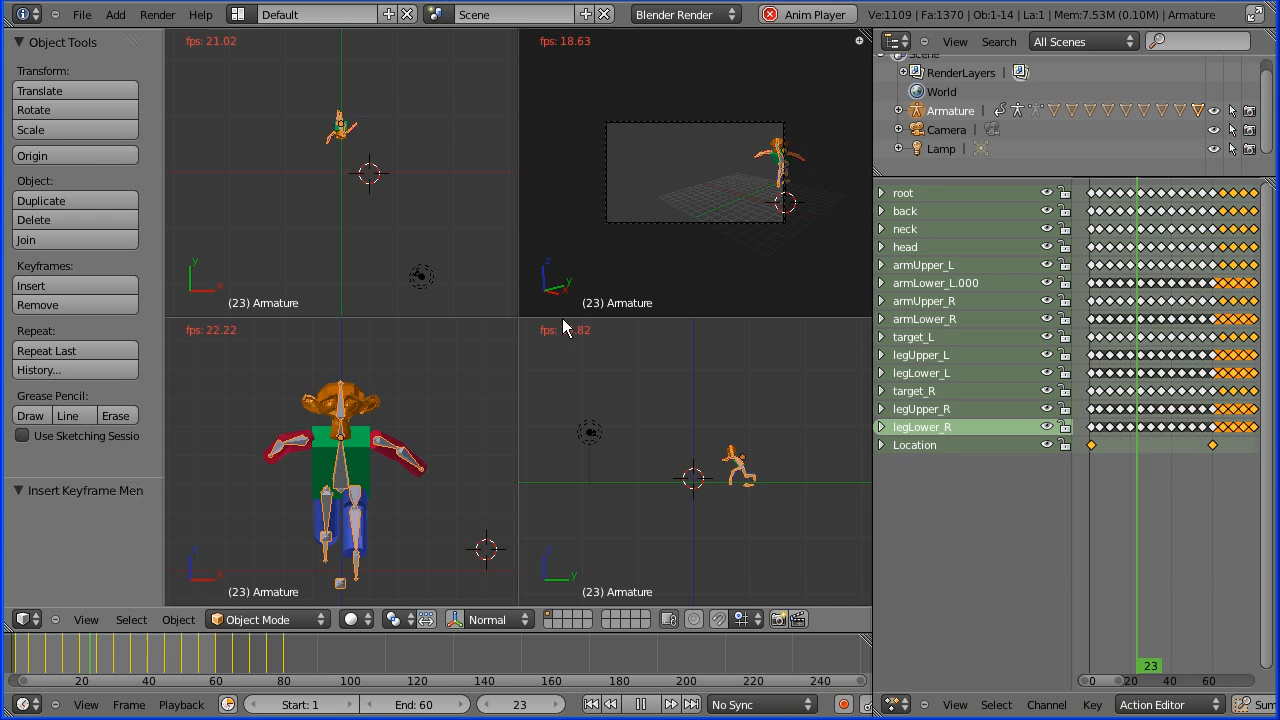 File Add Render Help Default Scene Blender Render Anim Player Ve:1109 | Fa:1370 | Ob:1-14 | La:1 | Mem:7.53M (0.10M) | Armature
Object Tools
Transform:
Translate
Rotate
Scale
Origin
Object:
Duplicate
Delete
Join
Keyframes:
Insert
Remove
Repeat:
Repeat Last
History...
Grease Pencil:
Draw Line Erase
Use Sketching Sessio
Insert Keyframe Men
fps: 21.02
y
x
(23) Armature
fps: 18.63
z
y
x
(23) Armature
fps: 22.22
z
x
(23) Armature
fps: .82
z
y
(23) Armature
View Select Object Object Mode Normal
20 40 60 80 100 120 140 160 180 200 220 240
View Frame Playback Start: 1 End: 60 23 No Sync
View Search All Scenes
Scene
RenderLayers
World
Armature
Camera
Lamp
root
back
neck
head
armUpper_L
armLower_L.000
armUpper_R
armLower_R
target_L
legUpper_L
legLower_L
target_R
legUpper_R
legLower_R
Location
23
0 20 40 60
View Select Channel Key Action Editor Sum